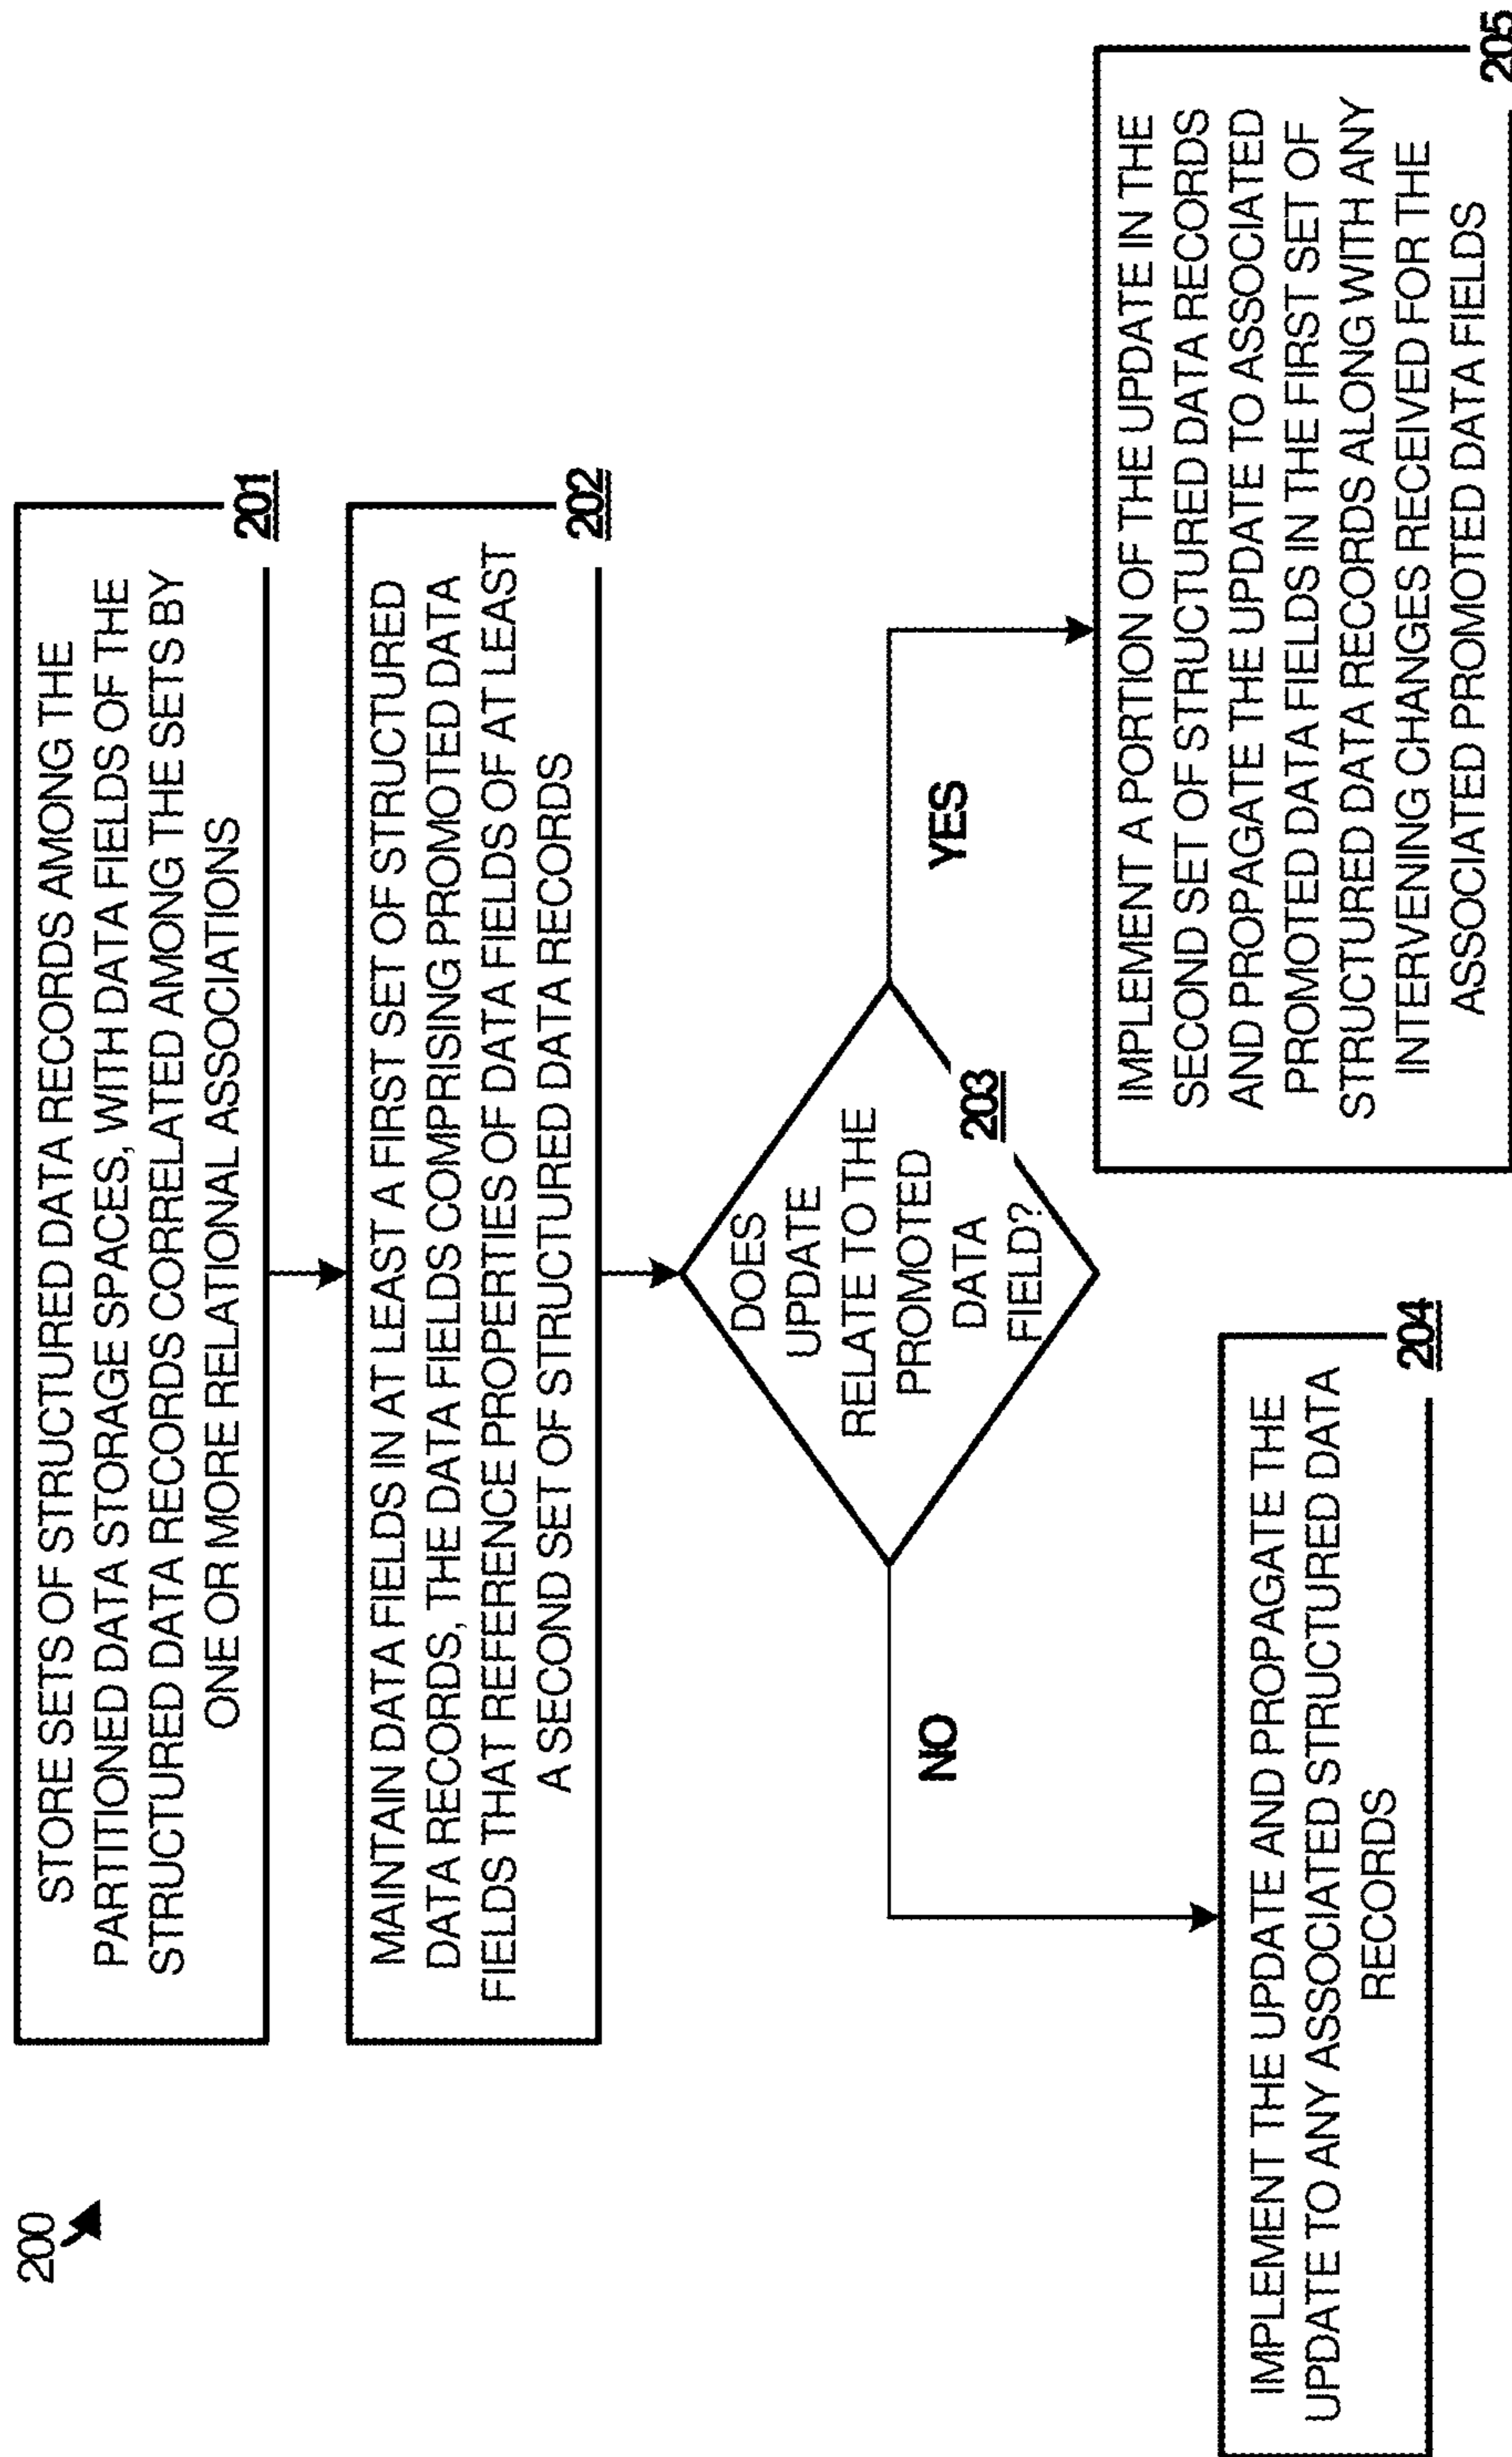 200
STORE SETS OF STRUCTURED DATA RECORDS AMONG THE
PARTITIONED DATA STORAGE SPACES, WITH DATA FIELDS OF THE
STRUCTURED DATA RECORDS CORRELATED AMONG THE SETS BY
ONE OR MORE RELATIONAL ASSOCIATIONS
201
MAINTAIN DATA FIELDS IN AT LEAST A FIRST SET OF STRUCTURED
DATA RECORDS, THE DATA FIELDS COMPRISING PROMOTED DATA
FIELDS THAT REFERENCE PROPERTIES OF DATA FIELDS OF AT LEAST
A SECOND SET OF STRUCTURED DATA RECORDS
202
DOES
UPDATE
RELATE TO THE
PROMOTED
DATA
FIELD?
203
NO
YES
IMPLEMENT THE UPDATE AND PROPAGATE THE
UPDATE TO ANY ASSOCIATED STRUCTURED DATA
RECORDS
204
IMPLEMENT A PORTION OF THE UPDATE IN THE
SECOND SET OF STRUCTURED DATA RECORDS
AND PROPAGATE THE UPDATE TO ASSOCIATED
PROMOTED DATA FIELDS IN THE FIRST SET OF
STRUCTURED DATA RECORDS ALONG WITH ANY
INTERVENING CHANGES RECEIVED FOR THE
ASSOCIATED PROMOTED DATA FIELDS
205